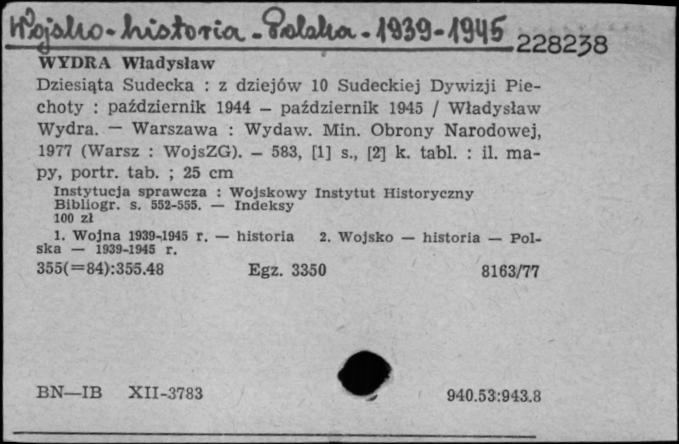 Wojsko - historia - Polska - 1939-1945 228238
WYDRA Władysław
Dziesiąta Sudecka : z dziejów 10 Sudeckiej Dywizji Pie-
choty : październik 1944 — październik 1945 / Władysław
Wydra. — Warszawa : Wydaw. Min. Obrony Narodowej,
1977 (Warsz : WojsZG). — 583, [1] s., [2] k. tabl. : il. ma-
py, portr. tab. ; 25 cm
Instytucja sprawcza : Wojskowy Instytut Historyczny
Bibliogr. s. 552-555. — Indeksy
100 zł
1. Wojna 1939-1945 r. — historia 2. Wojsko — historia — Pol-
ska — 1939-1945 r.
355(=84):355.48 Egz. 3350 8163/77
BN—IB XII-3783 940.53:943.8